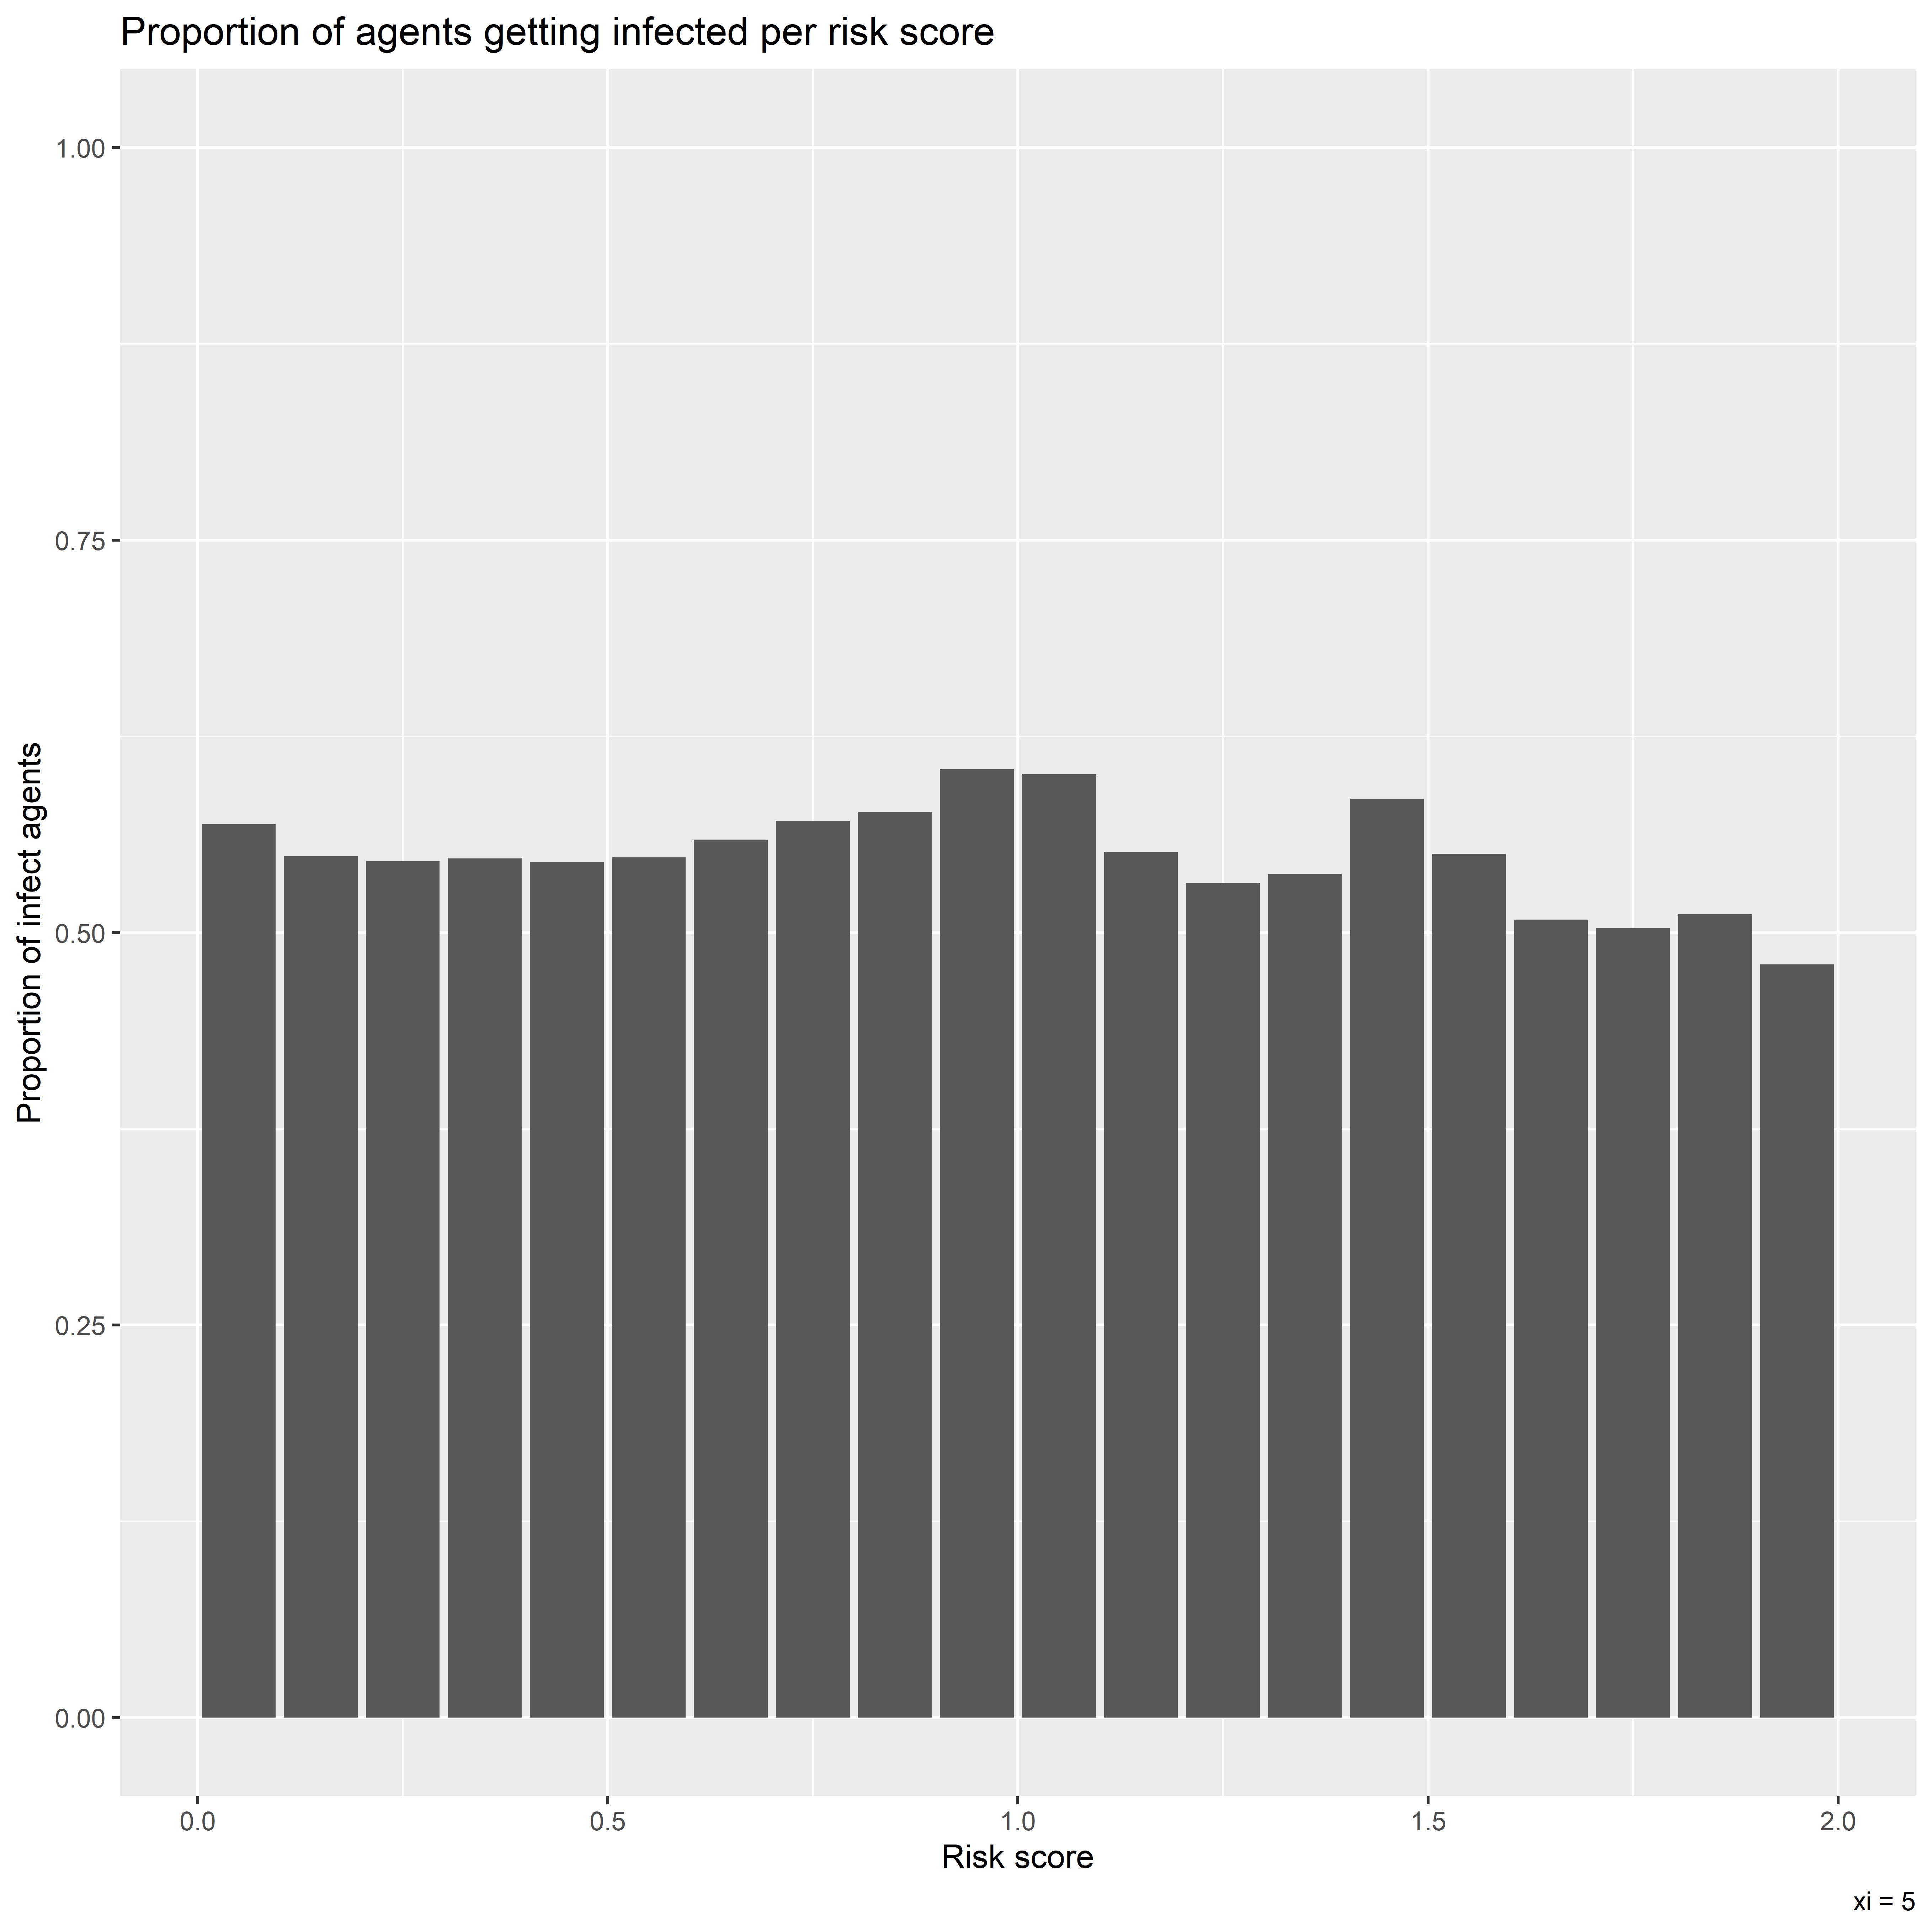 Proportion of agents getting infected per risk score
1.00
0.75
0.50
0.25
0.00
Proportion of infect agents
0.0 0.5 1.0 1.5 2.0
Risk score
xi = 5